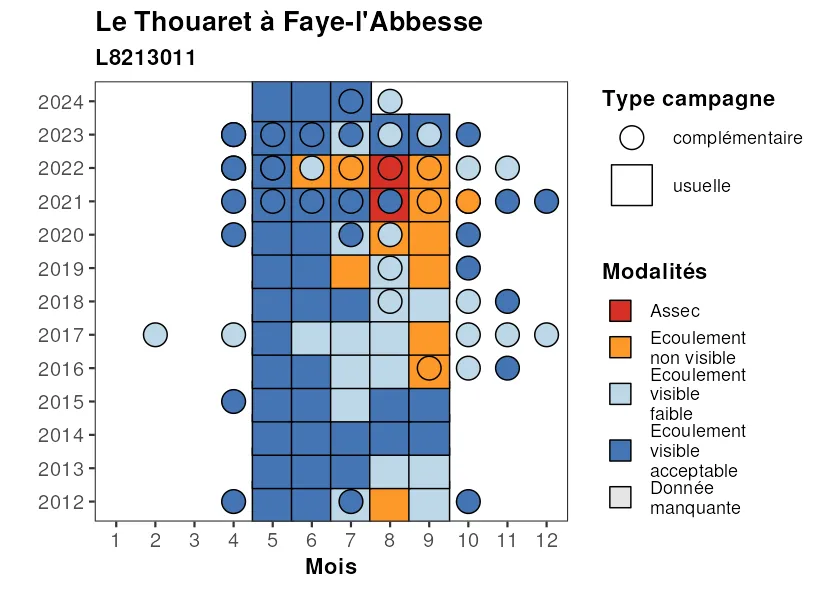 Le Thouaret à Faye-l'Abbesse
L8213011
2024
2023
2022
2021
2020
2019
2018
2017
2016
2015
2014
2013
2012
1 2 3 4 5 6 7 8 9 10 11 12
Mois
Type campagne
complémentaire
usuelle
Modalités
Assec
Ecoulement
non visible
Ecoulement
visible
faible
Ecoulement
visible
acceptable
Donnée
manquante